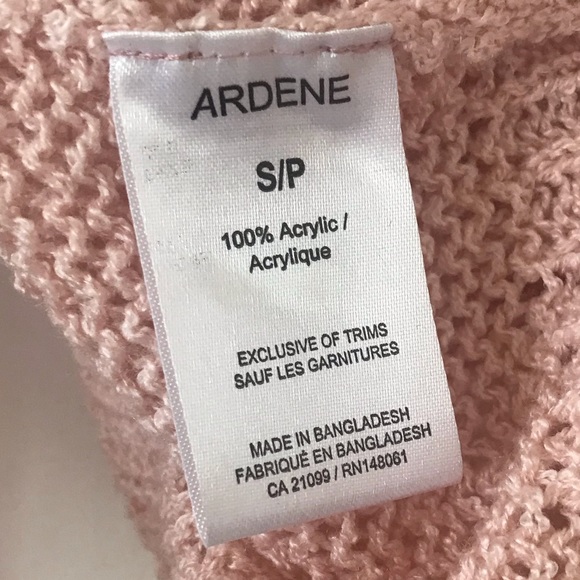 ARDENE
S/P
100% Acrylic /
Acrylique
EXCLUSIVE OF TRIMS
SAUF LES GARNITURES
MADE IN BANGLADESH
FABRIQUÉ EN BANGLADESH
CA 21099 / RN148061